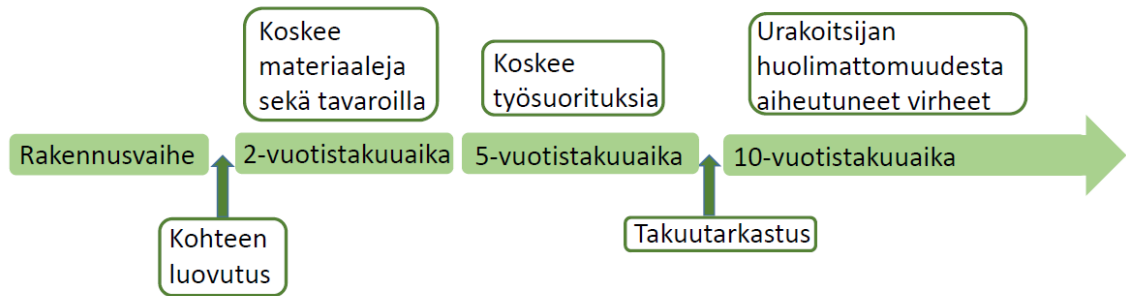 Koskee
materiaaleja
sekä tavaroilla
Koskee
työsuorituksia
Urakoitsijan
huolimattomuudesta
aiheutuneet virheet
Rakennusvaihe
2-vuotistakuuaika
5-vuotistakuuaika
10-vuotistakuuaika
Kohteen
luovutus
Takuutarkastus